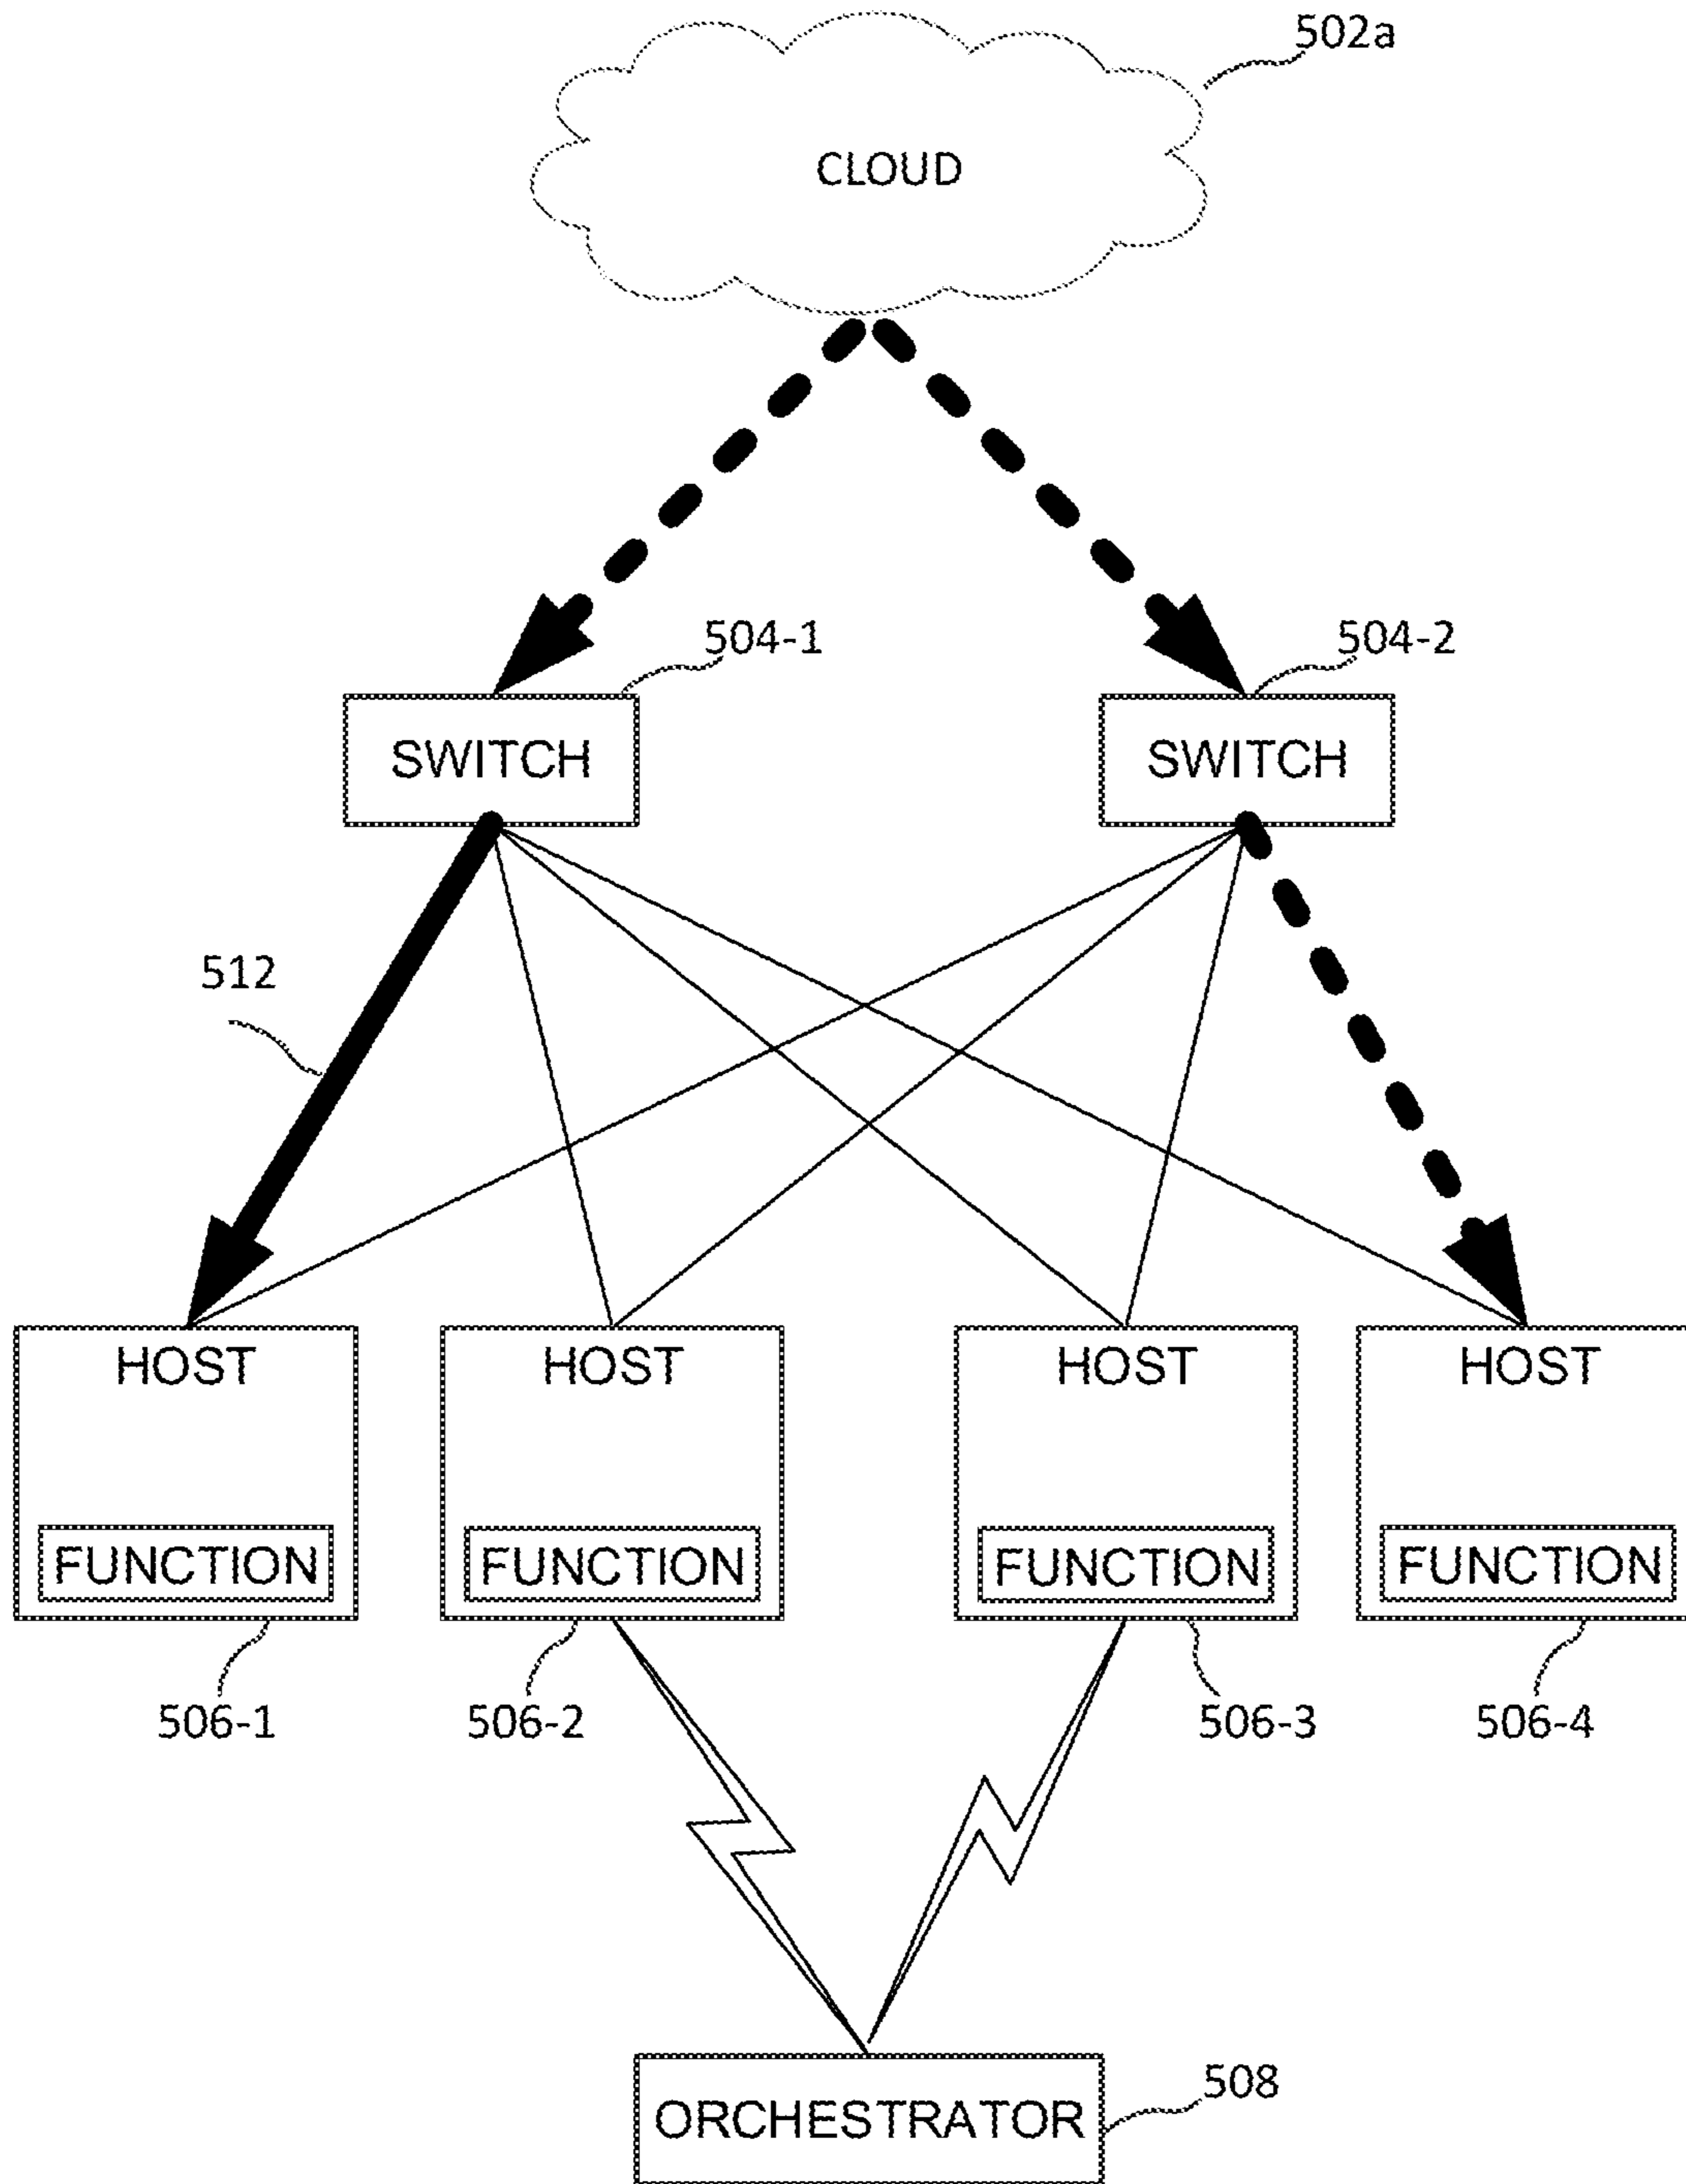 502a
CLOUD
504-1
504-2
SWITCH
SWITCH
512
HOST
HOST
HOST
HOST
FUNCTION
FUNCTION
FUNCTION
FUNCTION
506-1
506-2
506-3
506-4
508
ORCHESTRATOR